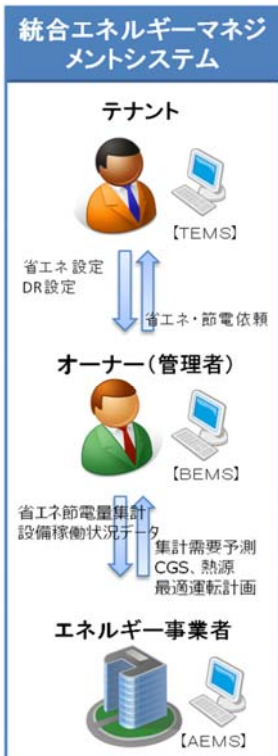 統合エネルギーマネジ
メントシステム
テナント
【TEMS】
省エネ設定
DR設定
省エネ・節電依頼
オーナー（管理者）
【BEMS】
省エネ節電量集計
設備稼働状況データ
集計需要予測
CGS、熱源
最適運転計画
エネルギー事業者
【AEMS】